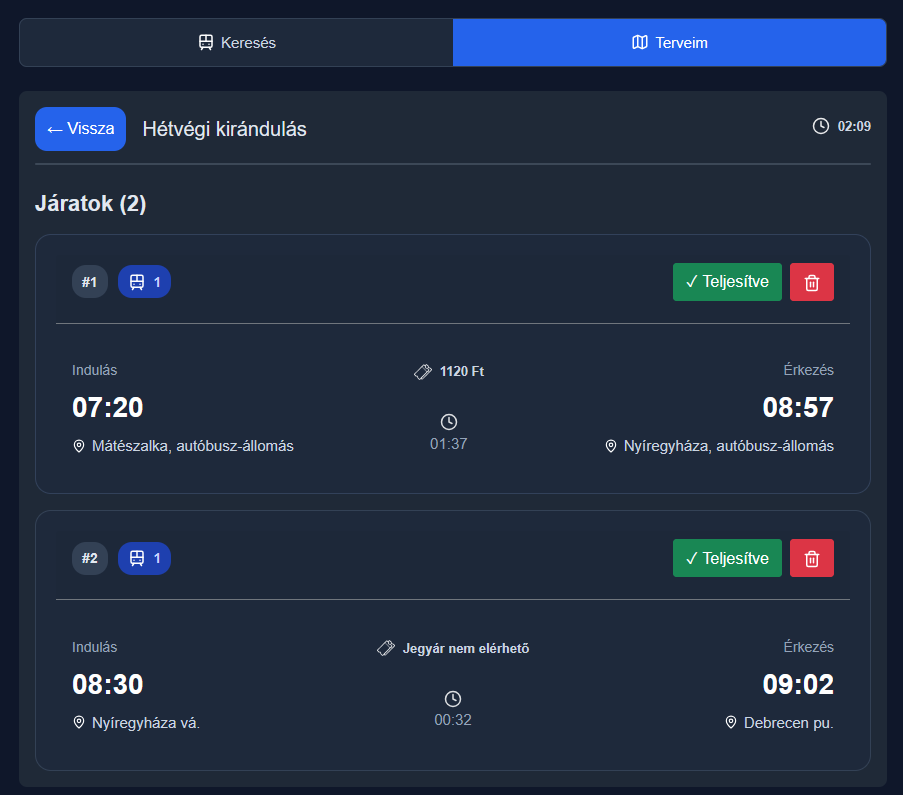 Keresés
Terveim
← Vissza
Hétvégi kirándulás
02:09
Járatok (2)
#1
1
✓ Teljesítve
Indulás
1120 Ft
Érkezés
07:20
08:57
01:37
Mátészalka, autóbusz-állomás
Nyíregyháza, autóbusz-állomás
#2
1
✓ Teljesítve
Indulás
Jegyár nem elérhető
Érkezés
08:30
09:02
00:32
Nyíregyháza vá.
Debrecen pu.